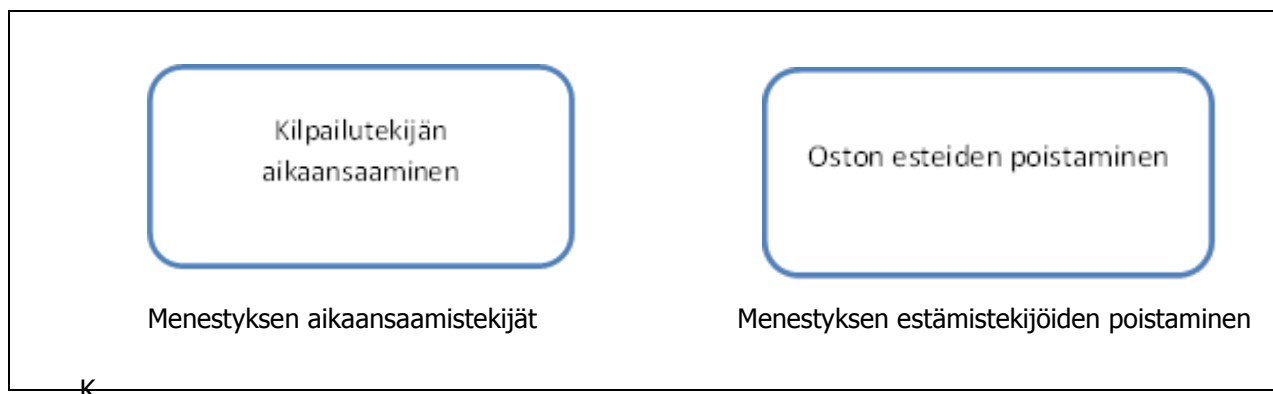 Kilpailutekijän
aikaansaaminen
Oston esteiden poistaminen
Menestyksen aikaansaamistekijät
Menestyksen estämistekijöiden poistaminen
K